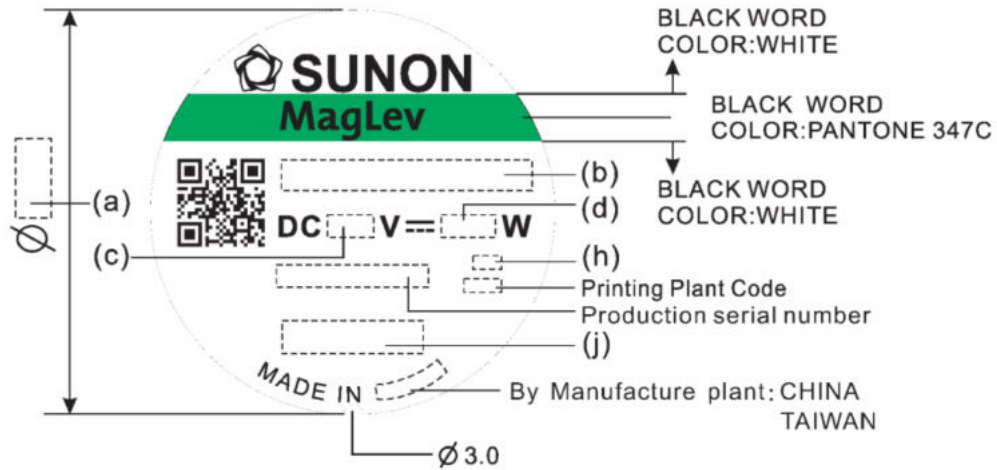 BLACK WORD
COLOR:WHITE
SUNON
MagLev
BLACK WORD
COLOR:PANTONE 347C
(a)
(b)
BLACK WORD
COLOR:WHITE
DC V W
(d)
(c)
(h)
Printing Plant Code
Production serial number
(j)
MADE IN
By Manufacture plant: CHINA
TAIWAN
Ø
Ø 3.0